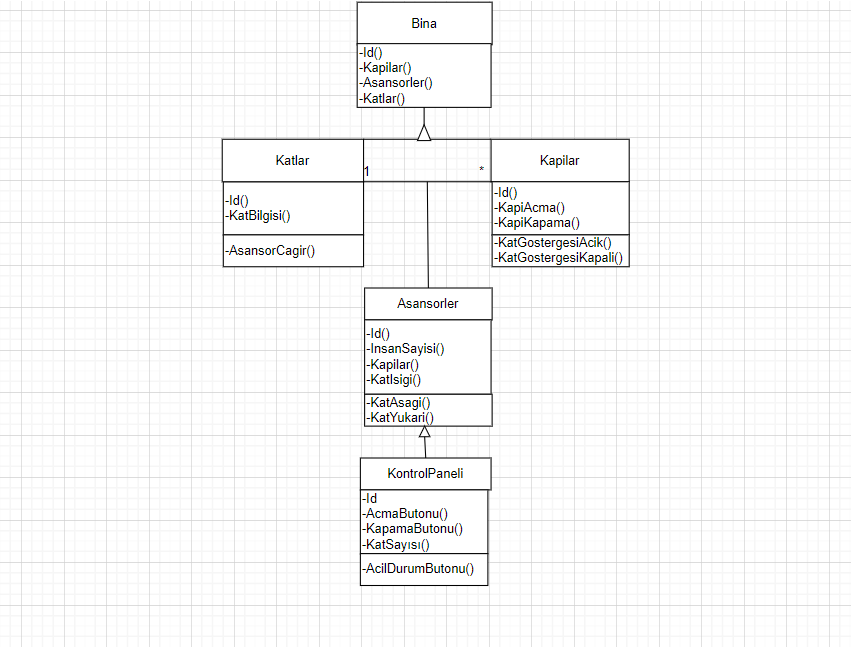 Bina
-Id()
-Kapilar()
-Asansorler()
-Katlar()
Katlar
1
*
Kapilar
-Id()
-KatBilgisi()
-AsansorCagir()
-Id()
-KapiAcma()
-KapiKapama()
-KatGostergesiAcik()
-KatGostergesiKapali()
Asansorler
-Id()
-InsanSayisi()
-Kapilar()
-KatIsigi()
-KatAsagi()
-KatYukari()
KontrolPaneli
-Id
-AcmaButonu()
-KapamaButonu()
-KatSayısı()
-AcilDurumButonu()